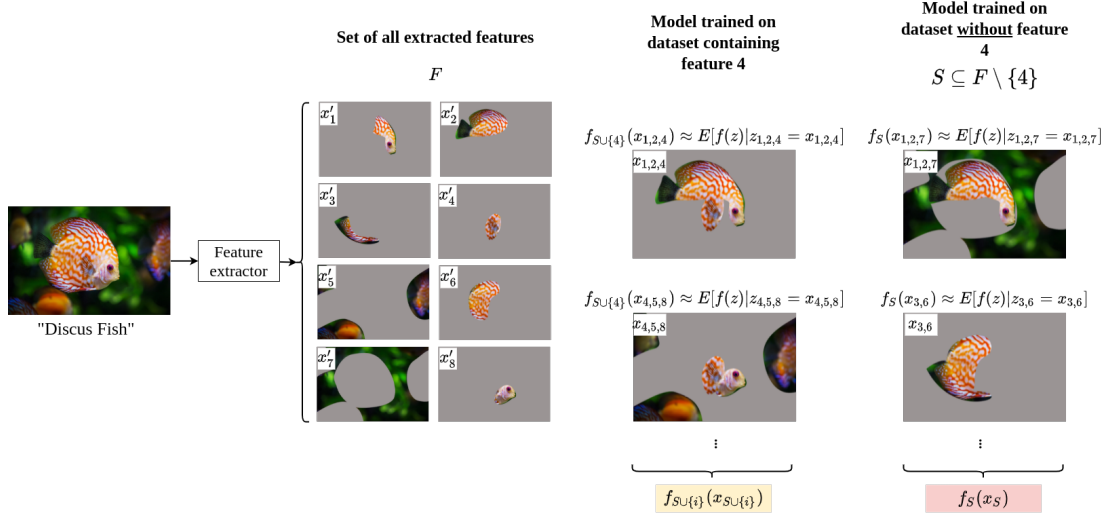 Set of all extracted features
F
Model trained on
dataset containing
feature 4
Model trained on
dataset without feature
4
S ⊆ F \ {4}
x′₁
x′₂
x′₃
x′₄
x′₅
x′₆
x′₇
x′₈
"Discus Fish"
Feature
extractor
f_{S∪{4}}(x_{1,2,4}) ≈ E[f(z)|z_{1,2,4} = x_{1,2,4}]
x_{1,2,4}
f_{S∪{4}}(x_{4,5,8}) ≈ E[f(z)|z_{4,5,8} = x_{4,5,8}]
x_{4,5,8}
⋮
f_{S∪{i}}(x_{S∪{i}})
f_S(x_{1,2,7}) ≈ E[f(z)|z_{1,2,7} = x_{1,2,7}]
x_{1,2,7}
f_S(x_{3,6}) ≈ E[f(z)|z_{3,6} = x_{3,6}]
x_{3,6}
⋮
f_S(x_S)